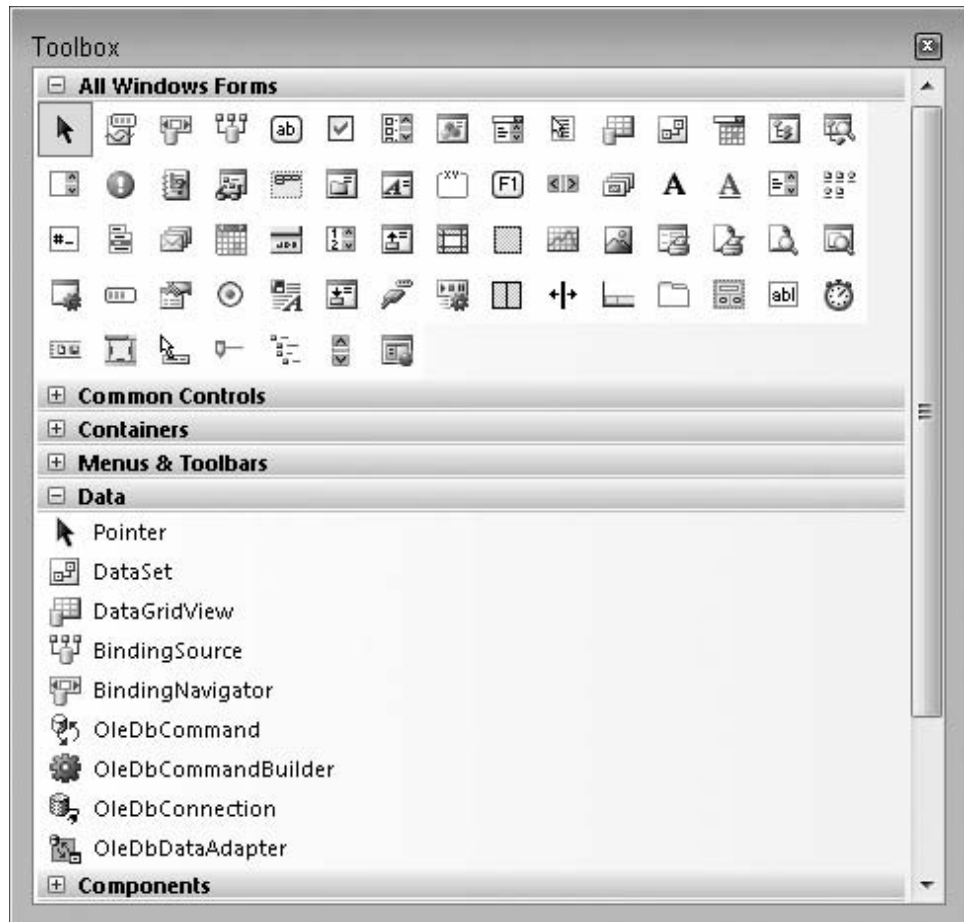 Toolbox
All Windows Forms
Common Controls
Containers
Menus & Toolbars
Data
Pointer
DataSet
DataGridView
BindingSource
BindingNavigator
OleDbCommand
OleDbCommandBuilder
OleDbConnection
OleDbDataAdapter
Components